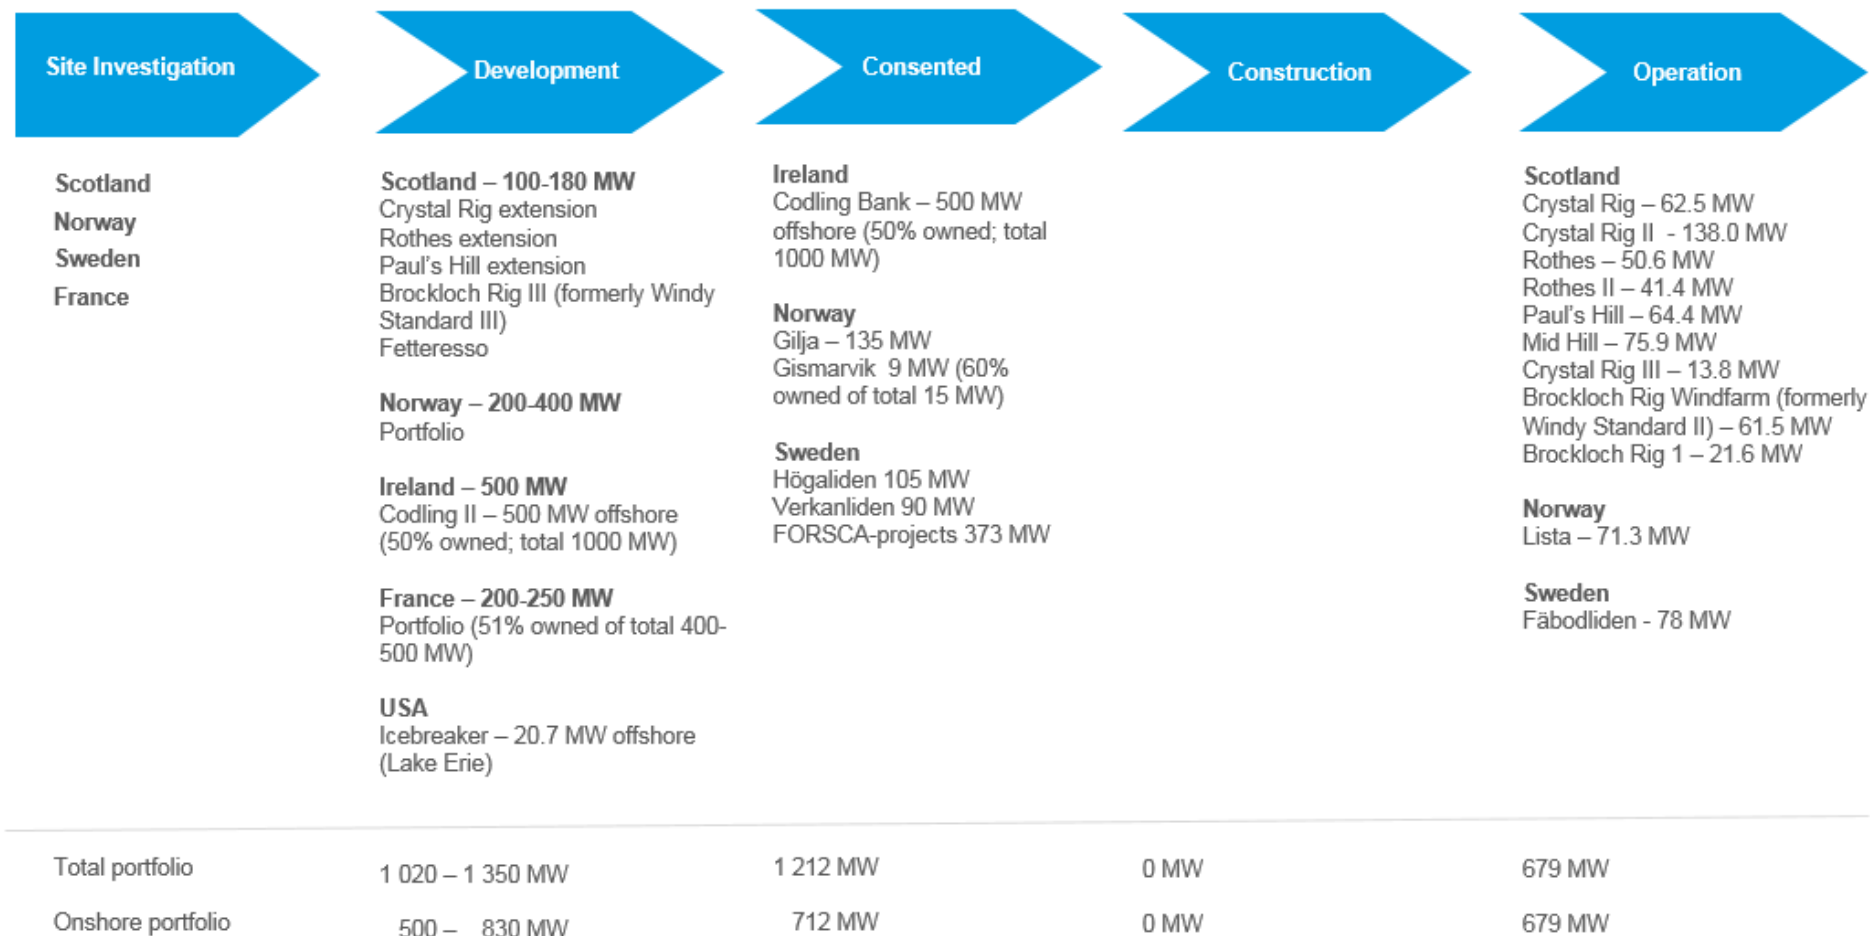 Site Investigation
Development
Consented
Construction
Operation
Scotland
Norway
Sweden
France
Scotland – 100-180 MW
Crystal Rig extension
Rothes extension
Paul's Hill extension
Brockloch Rig III (formerly Windy
Standard III)
Fetteresso
Norway – 200-400 MW
Portfolio
Ireland – 500 MW
Codling II – 500 MW offshore
(50% owned; total 1000 MW)
France – 200-250 MW
Portfolio (51% owned of total 400-
500 MW)
USA
Icebreaker – 20.7 MW offshore
(Lake Erie)
Ireland
Codling Bank – 500 MW
offshore (50% owned; total
1000 MW)
Norway
Gilja – 135 MW
Gismarvik 9 MW (60%
owned of total 15 MW)
Sweden
Högaliden 105 MW
Verkanliden 90 MW
FORSCA-projects 373 MW
Scotland
Crystal Rig – 62.5 MW
Crystal Rig II - 138.0 MW
Rothes – 50.6 MW
Rothes II – 41.4 MW
Paul's Hill – 64.4 MW
Mid Hill – 75.9 MW
Crystal Rig III – 13.8 MW
Brockloch Rig Windfarm (formerly
Windy Standard II) – 61.5 MW
Brockloch Rig 1 – 21.6 MW
Norway
Lista – 71.3 MW
Sweden
Fäbodliden - 78 MW
Total portfolio 1 020 – 1 350 MW 1 212 MW 0 MW 679 MW
Onshore portfolio 500 – 830 MW 712 MW 0 MW 679 MW